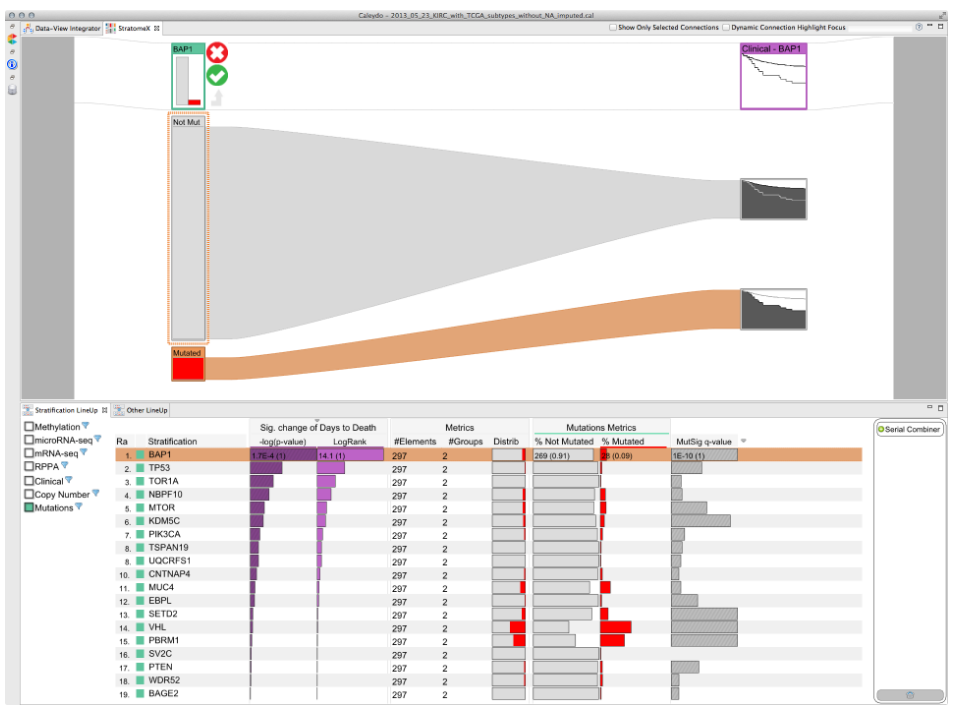 Caleydo - 2013_05_23_KIRC_with_TCGA_subtypes_without_NA_imputed.cal
Data-View Integrator StratomeX Show Only Selected Connections Dynamic Connection Highlight Focus
BAP1 Clinical - BAP1
Not Mut
Mutated
Stratification LineUp Other LineUp
Methylation
microRNA-seq
mRNA-seq
RPPA
Clinical
Copy Number
Mutations
Sig. change of Days to Death Metrics Mutations Metrics
Ra Stratification -log(p-value) LogRank #Elements #Groups Distrib % Not Mutated % Mutated MutSig q-value
1. BAP1 1.7E-4 (1) 14.1 (1) 297 2 269 (0.91) 28 (0.09) 1E-10 (1)
2. TP53 297 2
3. TOR1A 297 2
4. NBPF10 297 2
5. MTOR 297 2
6. KDM5C 297 2
7. PIK3CA 297 2
8. TSPAN19 297 2
9. UQCRFS1 297 2
10. CNTNAP4 297 2
11. MUC4 297 2
12. EBPL 297 2
13. SETD2 297 2
14. VHL 297 2
15. PBRM1 297 2
16. SV2C 297 2
17. PTEN 297 2
18. WDR52 297 2
19. BAGE2 297 2
Serial Combiner